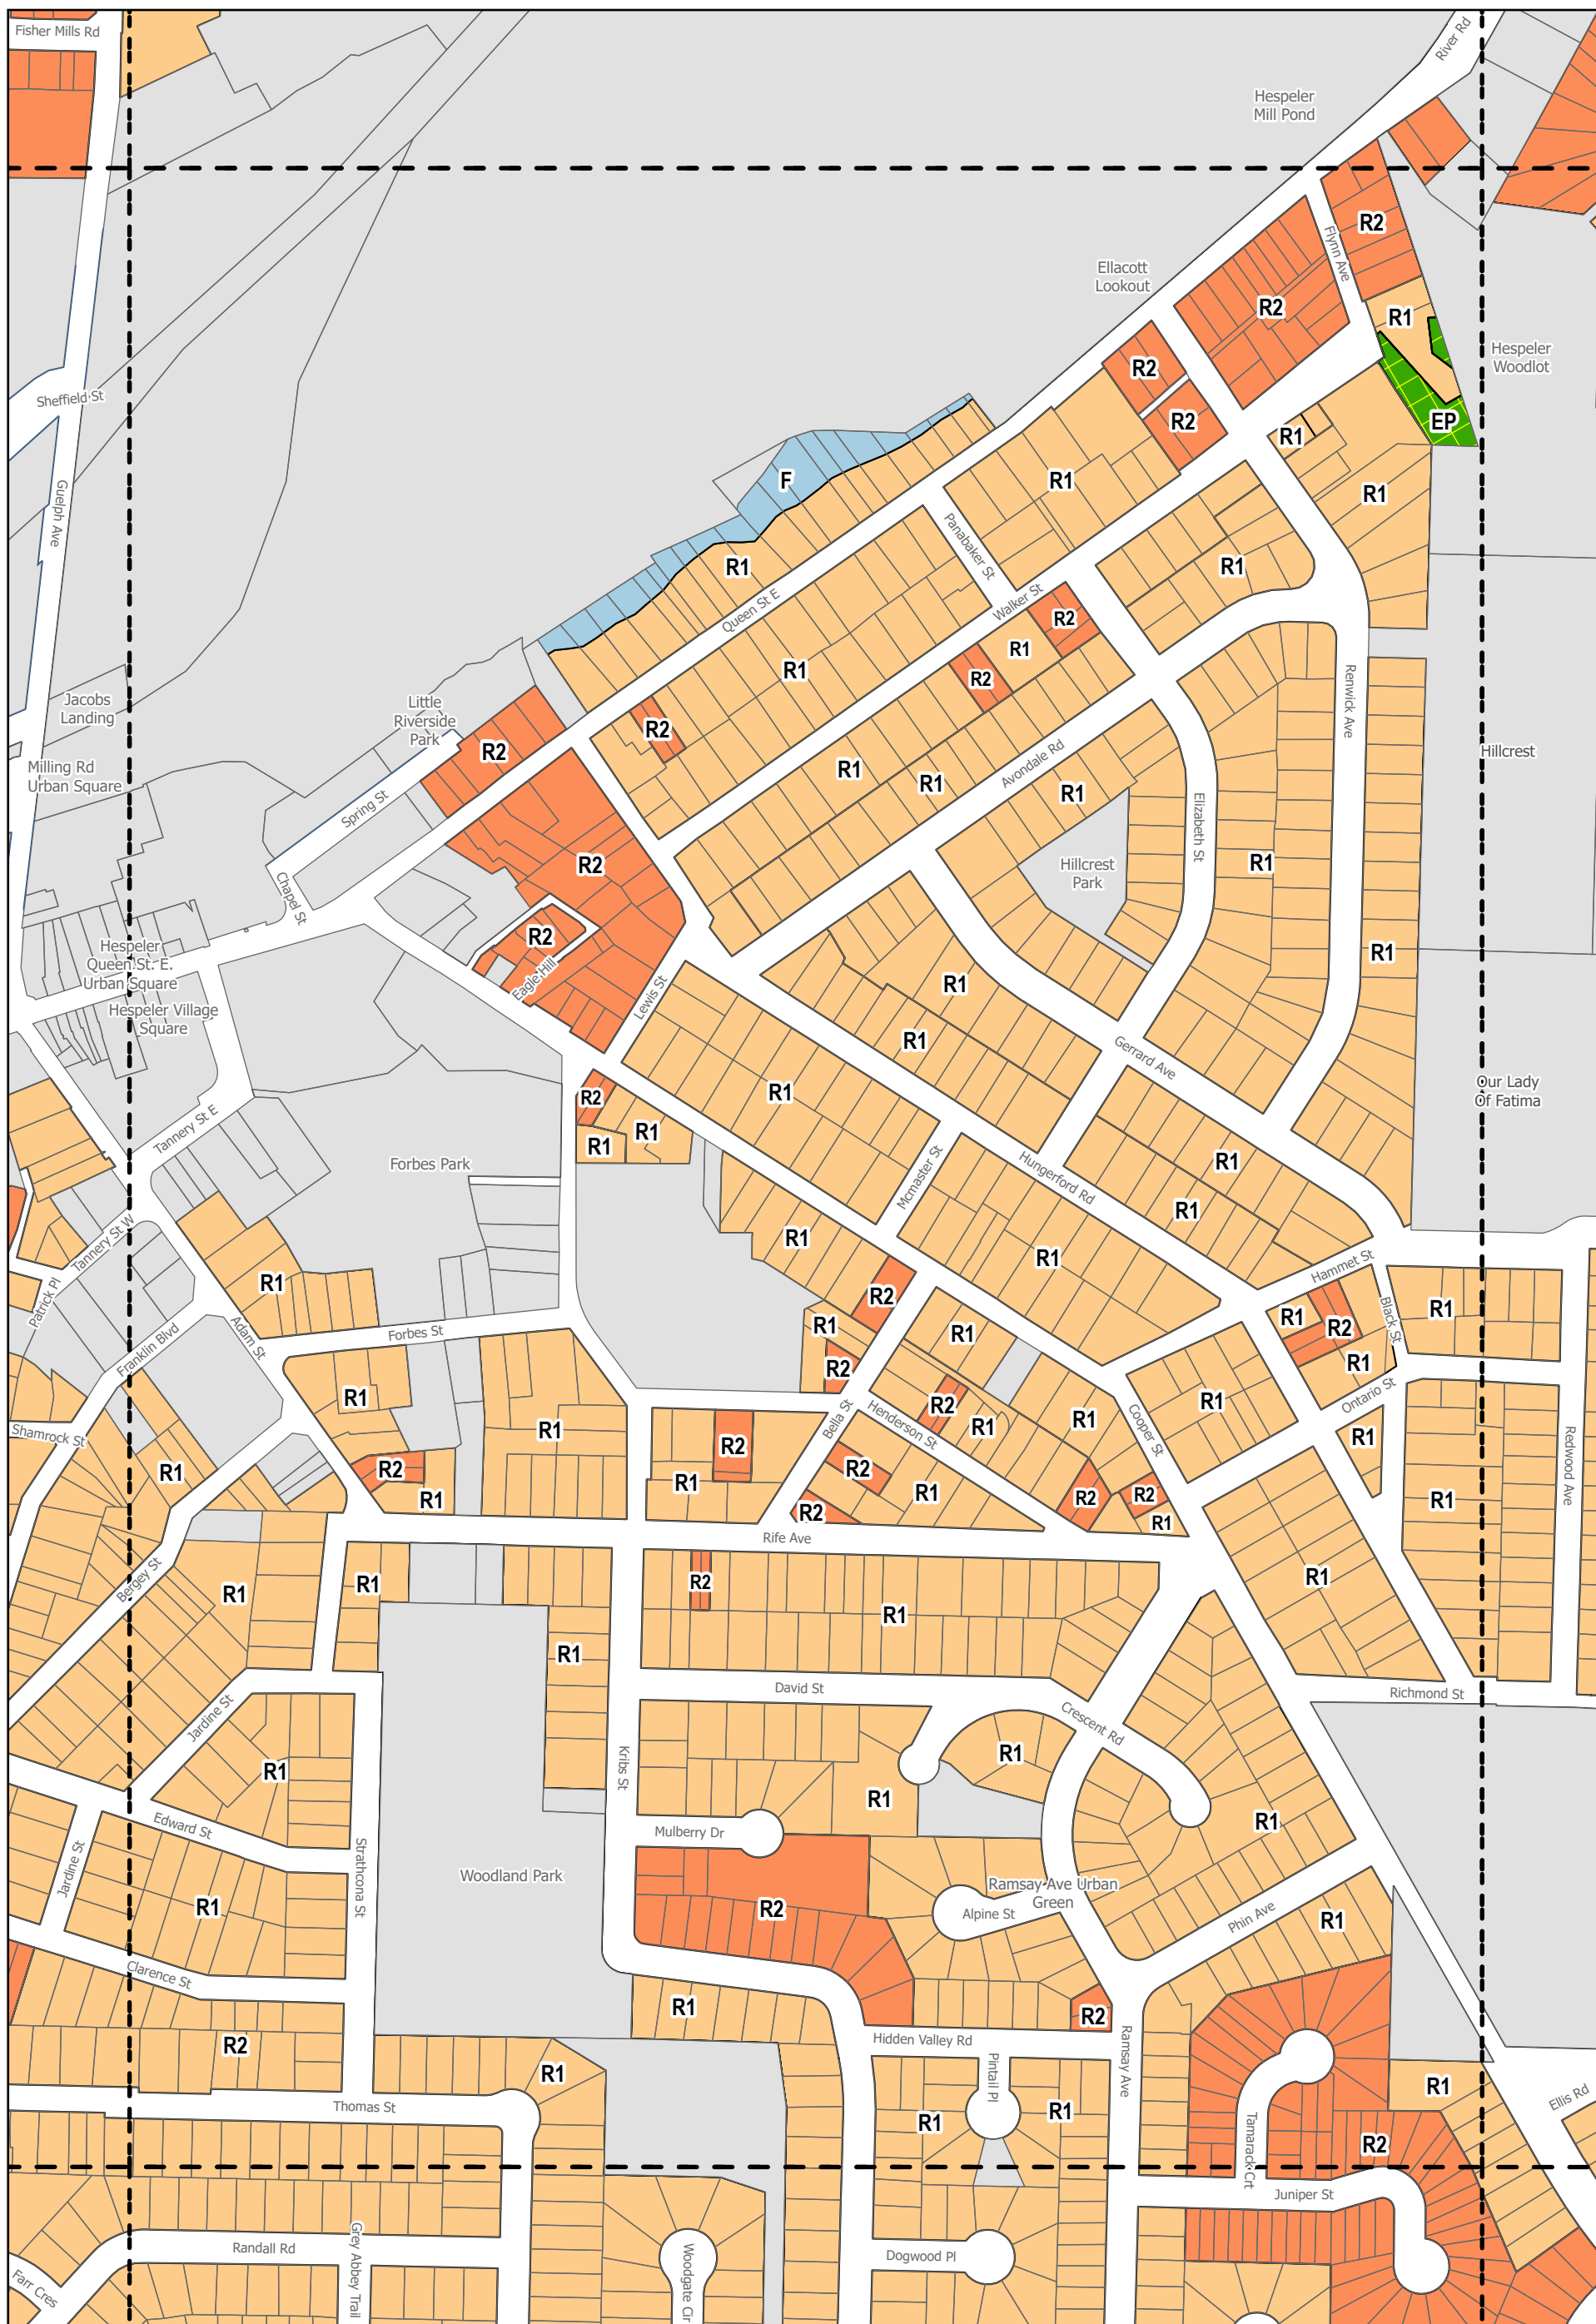 Fisher Mills Rd
River Rd
Hespeler
Mill Pond
R2
Flynn Ave
Ellacott
Lookout
R2
R1
Hespeler
Woodlot
R2
Sheffield St
R2
EP
R1
F
R1
R1
Guelph Ave
Panabaker St
R1
R1
Queen St E
Walker St
R2
R1
R1
R2
Renwick Ave
Jacobs
Landing
Little
Riverside
Park
R2
R2
Hillcrest
Milling Rd
Urban Square
R1
R1
Avondale Rd
R1
Spring St
Elizabeth St
R2
R1
Hillcrest
Park
Chapel St
R2
Hespeler
Queen St. E.
Urban Square
R1
Eagle Hill
R1
Lewis St
Hespeler Village
Square
R1
Gerrard Ave
R1
R2
Our Lady
Of Fatima
Tannery St E
R1
R1
Forbes Park
R1
Mcmaster St
Hungerford Rd
R1
Tannery St W
R1
R1
Patrick Pl
R1
Hammet St
R2
R1
R1
Black St
R1
Adam St
Forbes St
R1
R2
Franklin Blvd
R1
R2
R1
R1
Ontario St
R2
Cooper St
R1
Shamrock St
Bella St
Henderson St
R1
R1
R1
R1
R2
Redwood Ave
R1
R2
R2
R1
R1
R1
R2
R2
R1
R2
R1
Rife Ave
Bergey St
R1
R1
R2
R1
R1
R1
David St
Richmond St
Jardine St
Crescent Rd
R1
R1
Kribs St
R1
Edward St
Mulberry Dr
R1
Jardine St
Strathcona St
Woodland Park
Ramsay Ave Urban
Green
R1
R2
Alpine St
Phin Ave
R1
Clarence St
R1
R2
R2
Hidden Valley Rd
R1
Pintail Pl
Ramsay Ave
R1
Ellis Rd
Thomas St
R1
R1
Tamarack Crt
R2
Juniper St
Grey Abbey Trail
Randall Rd
Woodgate Cir
Dogwood Pl
Farr Cres